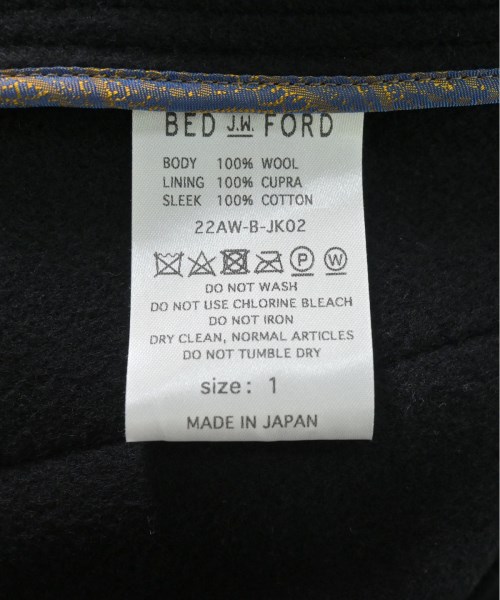 BED J.W. FORD
BODY 100% WOOL
LINING 100% CUPRA
SLEEK 100% COTTON
22AW-B-JK02
P W
DO NOT WASH
DO NOT USE CHLORINE BLEACH
DO NOT IRON
DRY CLEAN, NORMAL ARTICLES
DO NOT TUMBLE DRY
size: 1
MADE IN JAPAN